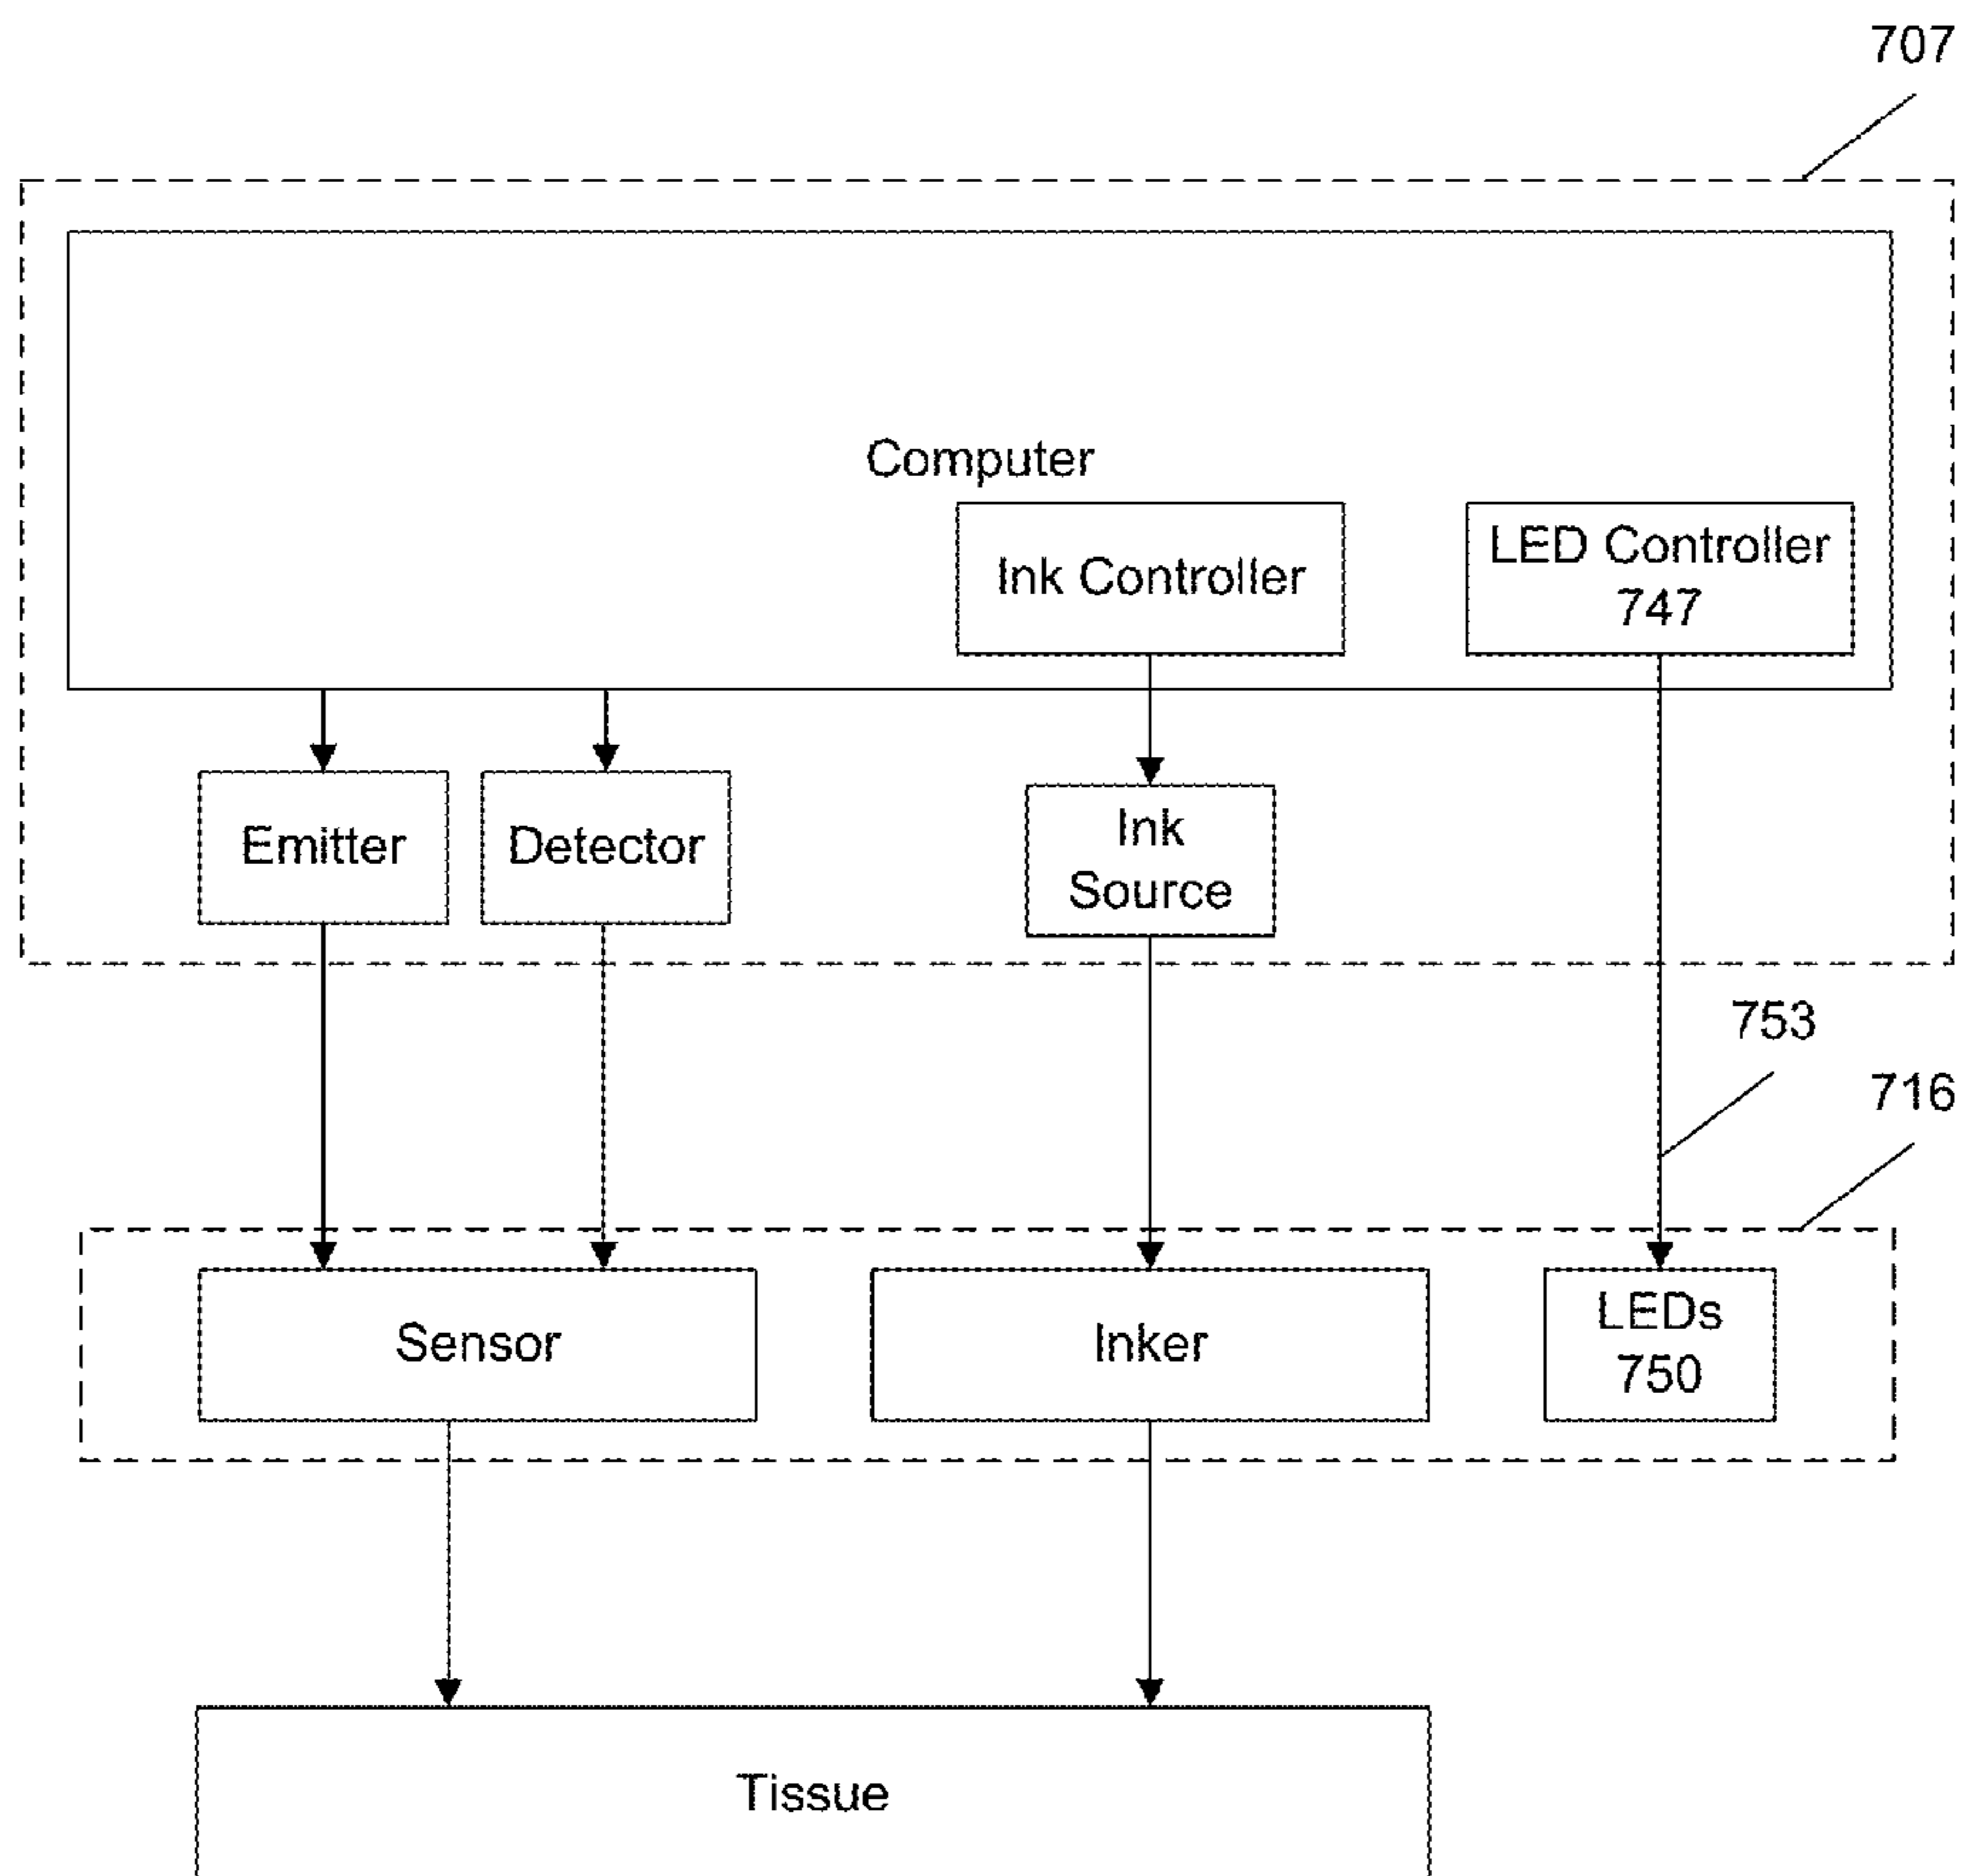 707
Computer
Ink Controller
LED Controller
747
Emitter
Detector
Ink
Source
753
716
Sensor
Inker
LEDs
750
Tissue